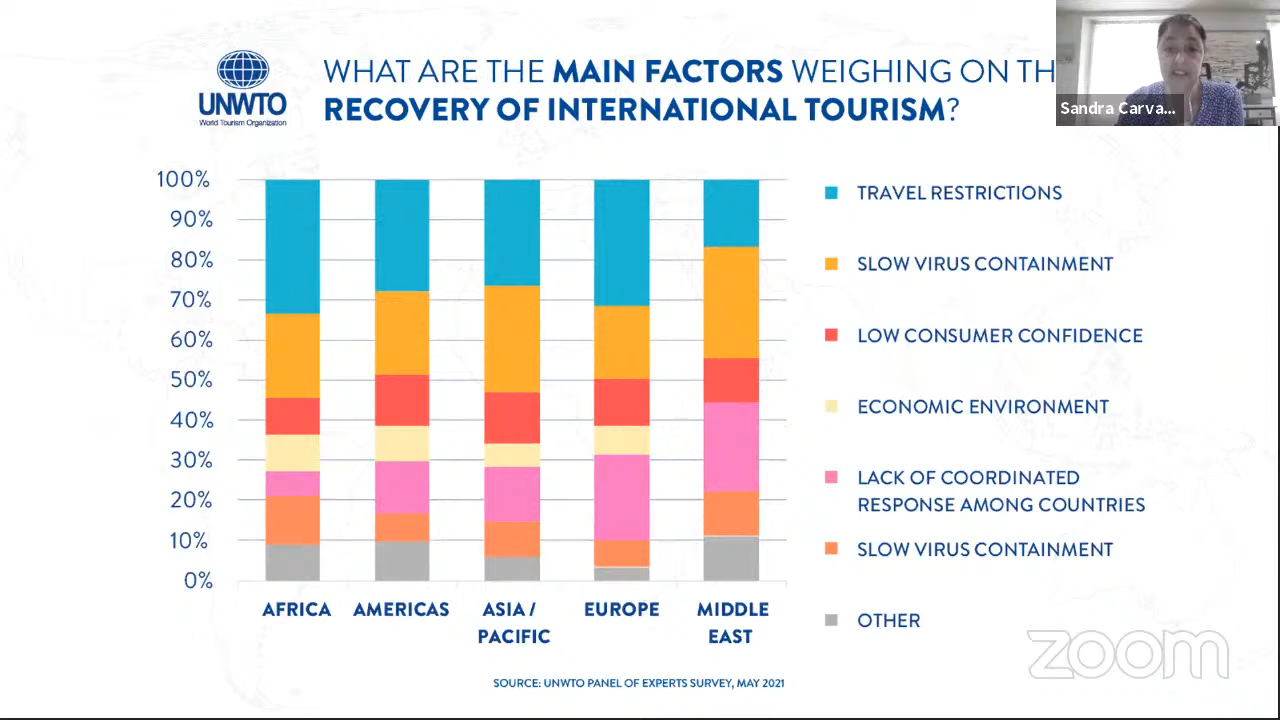 UNWTO
World Tourism Organization
WHAT ARE THE MAIN FACTORS WEIGHING ON TH
RECOVERY OF INTERNATIONAL TOURISM?
Sandra Carva...
100%
90%
80%
70%
60%
50%
40%
30%
20%
10%
0%
AFRICA
AMERICAS
ASIA /
PACIFIC
EUROPE
MIDDLE
EAST
TRAVEL RESTRICTIONS
SLOW VIRUS CONTAINMENT
LOW CONSUMER CONFIDENCE
ECONOMIC ENVIRONMENT
LACK OF COORDINATED
RESPONSE AMONG COUNTRIES
SLOW VIRUS CONTAINMENT
OTHER
SOURCE: UNWTO PANEL OF EXPERTS SURVEY, MAY 2021
zoom